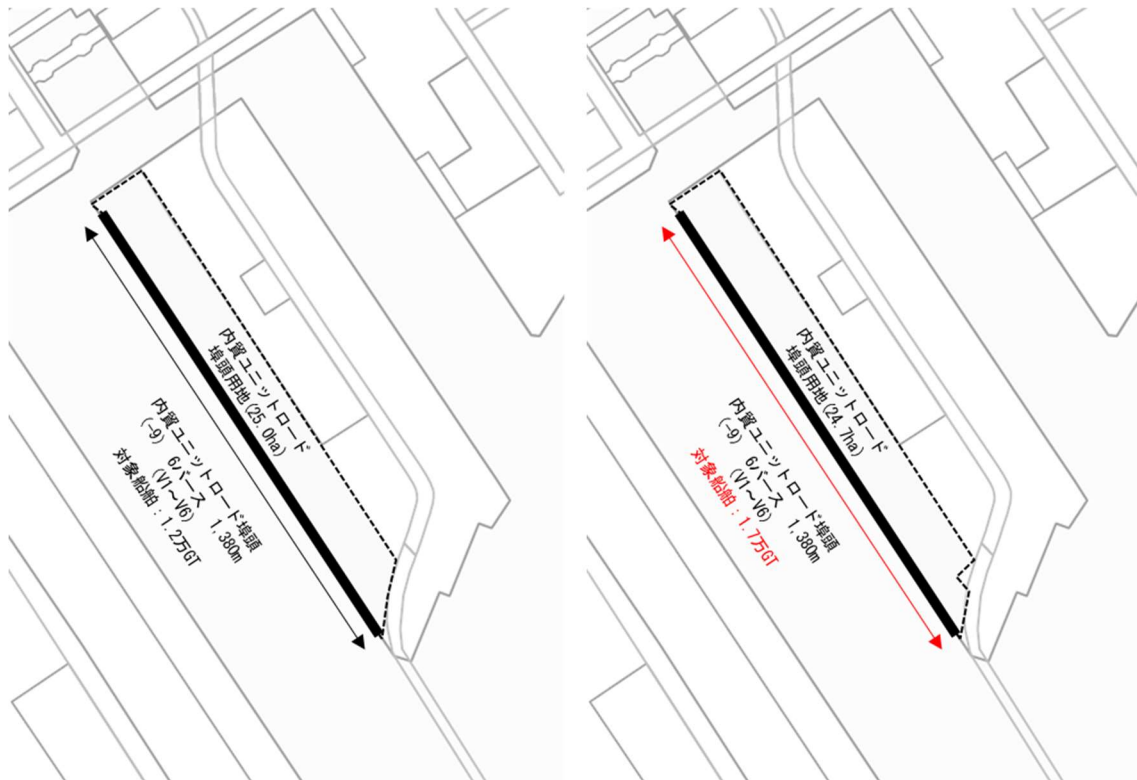 内貿ユニットロード
埠頭用地(25.0ha)
内貿ユニットロード埠頭
(-9) 6バース 1,380m
(V1～V6)
対象船舶：1.2万GT
内貿ユニットロード
埠頭用地(24.7ha)
内貿ユニットロード埠頭
(-9) 6バース 1,380m
(V1～V6)
対象船舶：1.7万GT